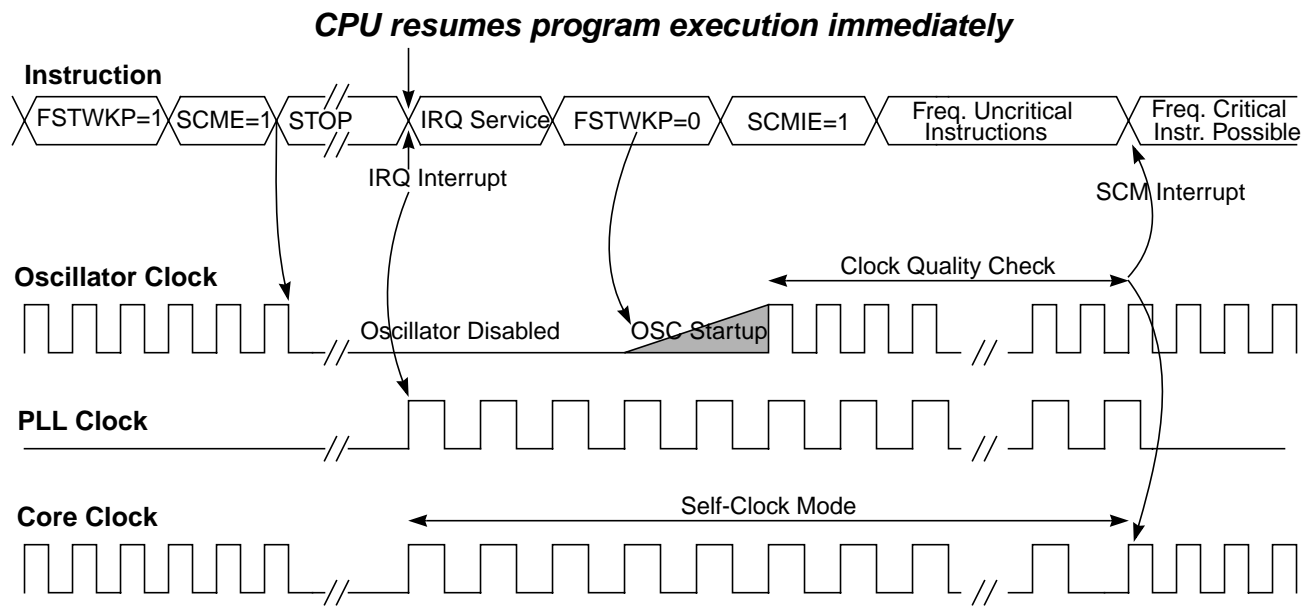 CPU resumes program execution immediately
Instruction
FSTWKP=1 SCME=1 STOP IRQ Service FSTWKP=0 SCMIE=1 Freq. Uncritical Freq. Critical
Instructions Instr. Possible
IRQ Interrupt
SCM Interrupt
Oscillator Clock
Clock Quality Check
Oscillator Disabled OSC Startup
PLL Clock
Core Clock
Self-Clock Mode